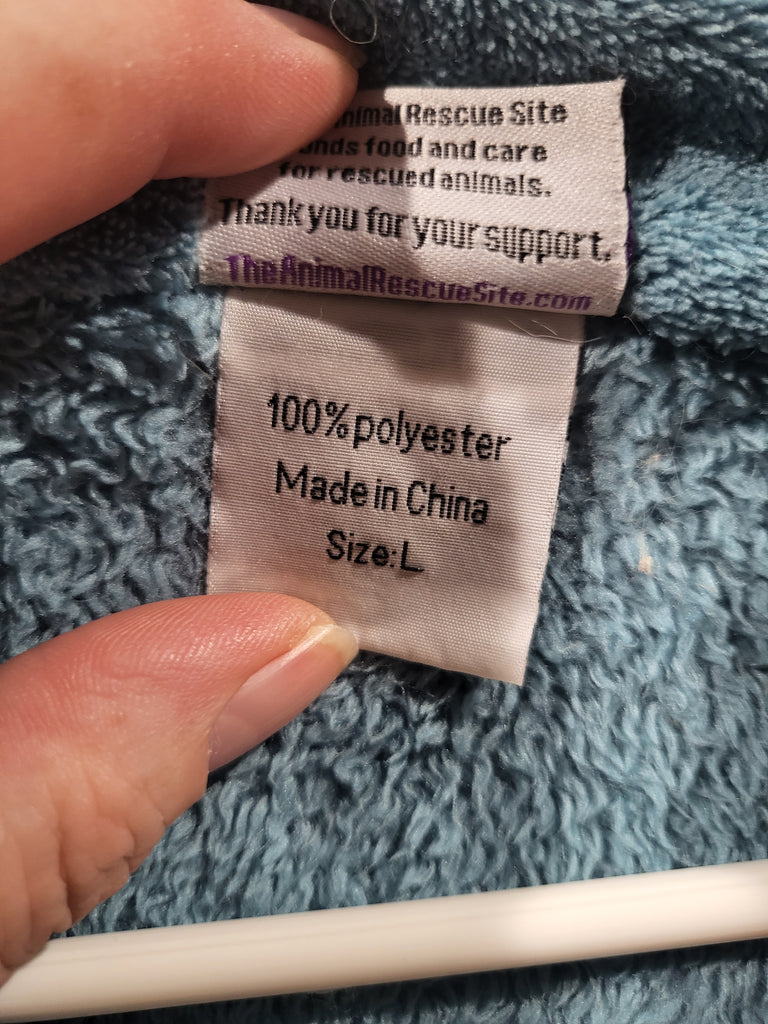 Animal Rescue Site
food and care
for rescued animals.
Thank you for your support.
TheAnimalRescueSite.com
100% polyester
Made in China
Size: L